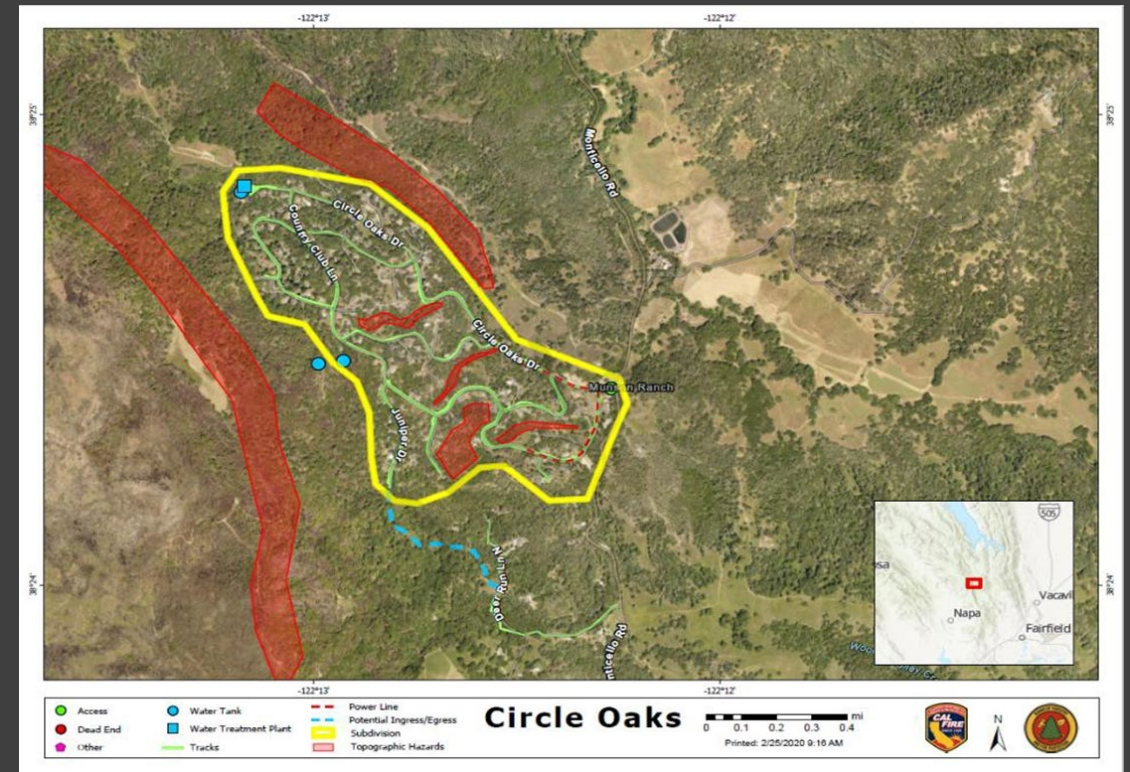 -122°13'
-122°12'
38°25'
38°25'
Monticello Rd
Circle Oaks Dr
Country Club Ln
Circle Oaks Dr
Munson Ranch
Juniper Dr
N
Deer Run Ln
38°24'
38°24'
505
Napa
Vacavil
Fairfield
nticello Rd
-122°13'
-122°12'
Access
Dead End
Other
Water Tank
Water Treatment Plant
Tracks
Power Line
Potential Ingress/Egress
Subdivision
Topographic Hazards
Circle Oaks
0 0.1 0.2 0.3 0.4 mi
Printed: 2/25/2020 9:16 AM
CAL
FIRE
N